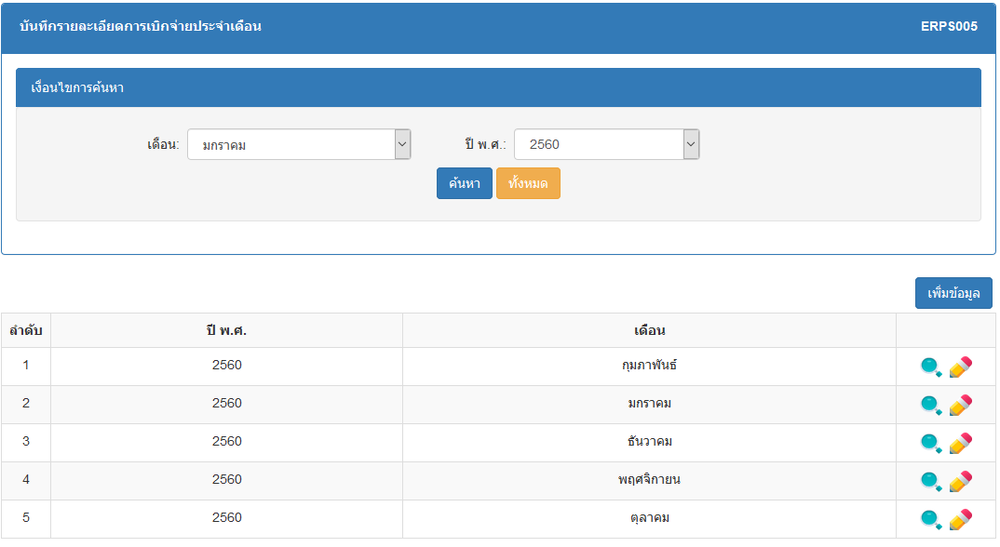 บันทึกรายละเอียดการเบิกจ่ายประจำเดือน ERPS005
เงื่อนไขการค้นหา
เดือน: มกราคม ปี พ.ศ.: 2560
ค้นหา ทั้งหมด
เพิ่มข้อมูล
ลำดับ ปี พ.ศ. เดือน
1 2560 กุมภาพันธ์
2 2560 มกราคม
3 2560 ธันวาคม
4 2560 พฤศจิกายน
5 2560 ตุลาคม